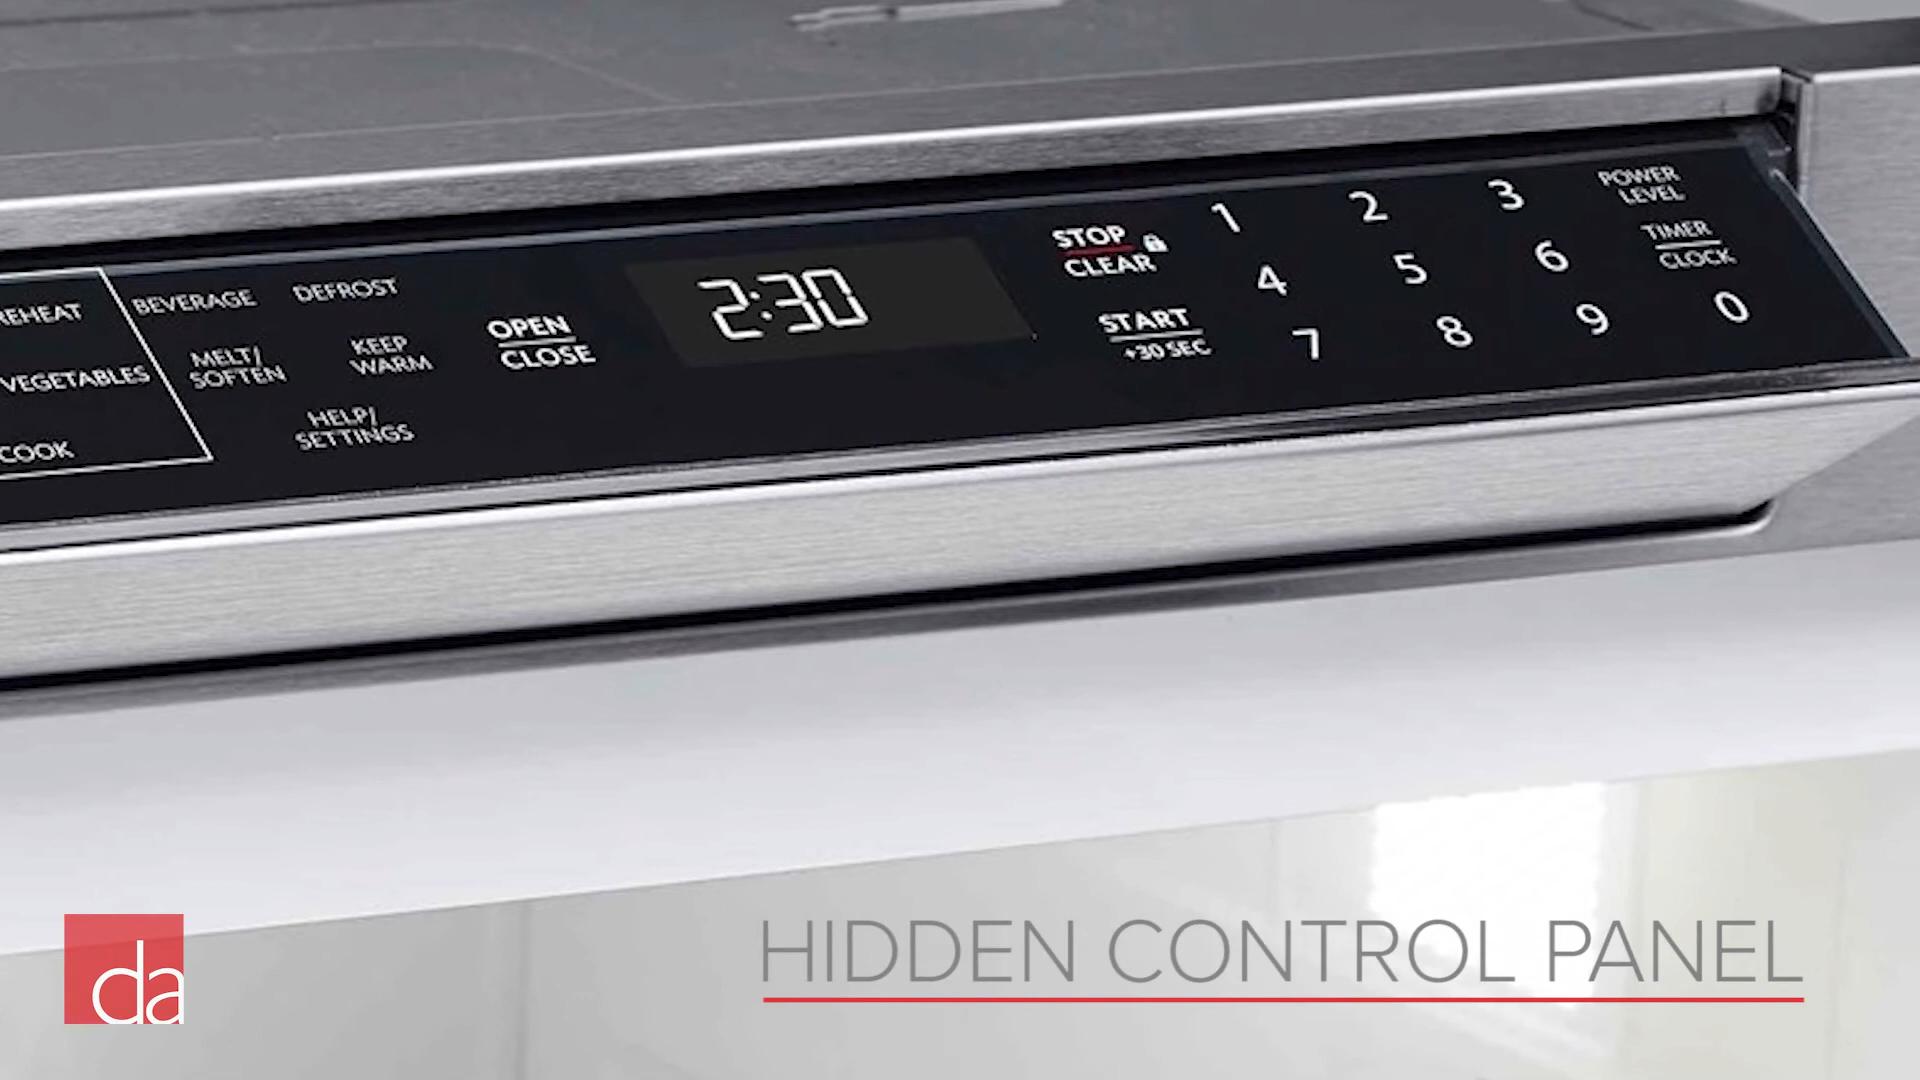 REHEAT
VEGETABLES
COOK
BEVERAGE
DEFROST
MELT/
SOFTEN
KEEP
WARM
HELP/
SETTINGS
OPEN
CLOSE
2:30
STOP
CLEAR
START
+30 SEC
1 2 3
4 5 6
7 8 9 0
POWER
LEVEL
TIMER
CLOCK
da
HIDDEN CONTROL PANEL